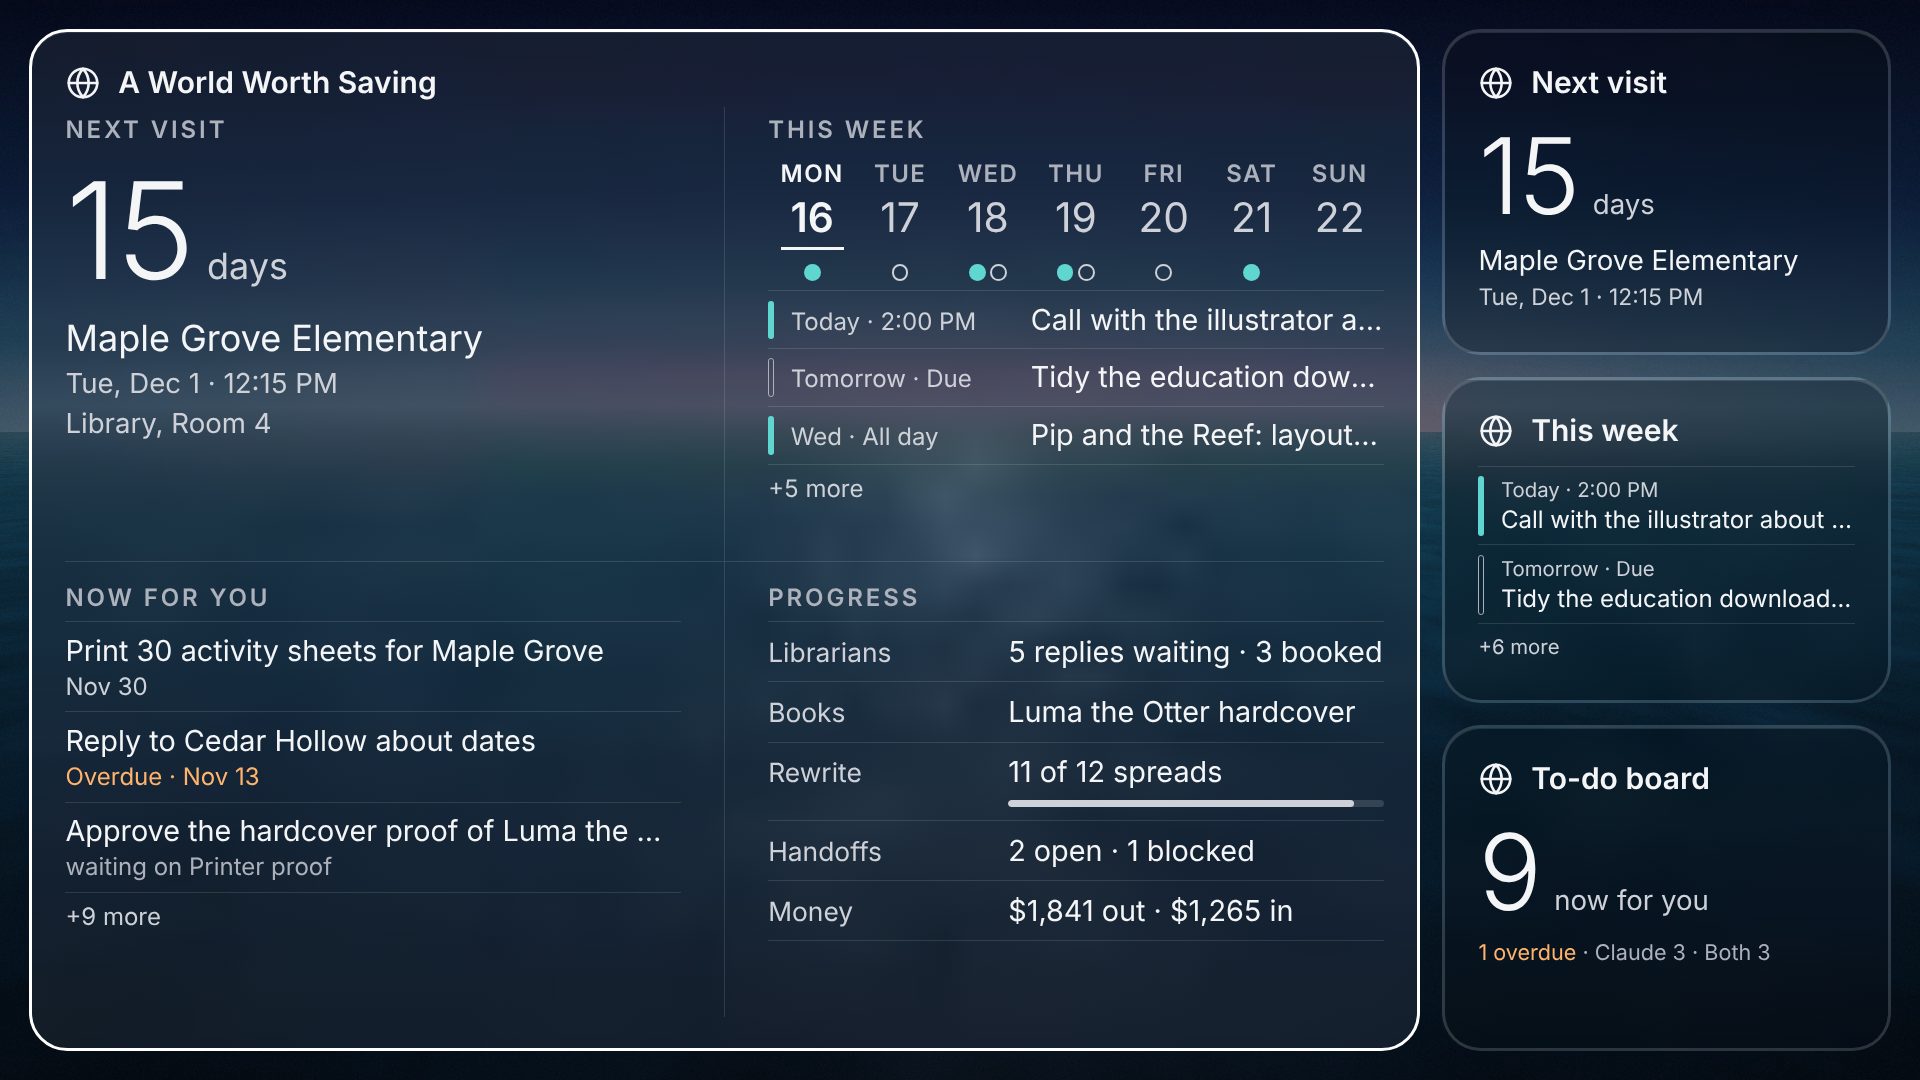 A World Worth Saving
NEXT VISIT
15 days
Maple Grove Elementary
Tue, Dec 1 · 12:15 PM
Library, Room 4
THIS WEEK
MON TUE WED THU FRI SAT SUN
16 17 18 19 20 21 22
Today · 2:00 PM Call with the illustrator a...
Tomorrow · Due Tidy the education dow...
Wed · All day Pip and the Reef: layout...
+5 more
NOW FOR YOU
Print 30 activity sheets for Maple Grove
Nov 30
Reply to Cedar Hollow about dates
Overdue · Nov 13
Approve the hardcover proof of Luma the ...
waiting on Printer proof
+9 more
PROGRESS
Librarians 5 replies waiting · 3 booked
Books Luma the Otter hardcover
Rewrite 11 of 12 spreads
Handoffs 2 open · 1 blocked
Money $1,841 out · $1,265 in
Next visit
15 days
Maple Grove Elementary
Tue, Dec 1 · 12:15 PM
This week
Today · 2:00 PM
Call with the illustrator about ...
Tomorrow · Due
Tidy the education download...
+6 more
To-do board
9 now for you
1 overdue · Claude 3 · Both 3